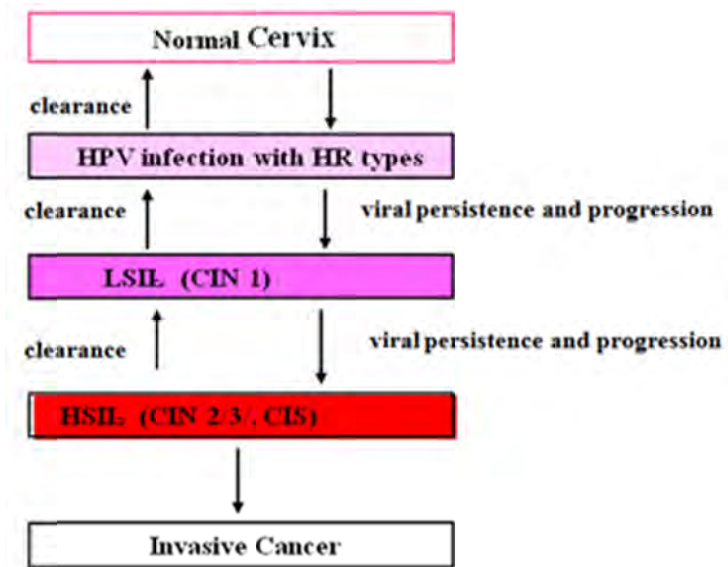 Normal Cervix
clearance
HPV infection with HR types
clearance
viral persistence and progression
LSIL (CIN 1)
clearance
viral persistence and progression
HSIL (CIN 2/3/, CIS)
Invasive Cancer